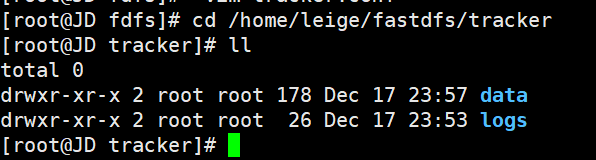 [root@JD fdfs]# cd /home/leige/fastdfs/tracker
[root@JD tracker]# ll
total 0
drwxr-xr-x 2 root root 178 Dec 17 23:57 data
drwxr-xr-x 2 root root  26 Dec 17 23:53 logs
[root@JD tracker]#